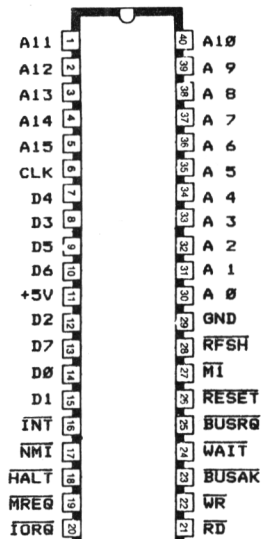 A11 1 40 A10
A12 2 39 A 9
A13 3 38 A 8
A14 4 37 A 7
A15 5 36 A 6
CLK 6 35 A 5
D4 7 34 A 4
D3 8 33 A 3
D5 9 32 A 2
D6 10 31 A 1
+5V 11 30 A 0
D2 12 29 GND
D7 13 28 RFSH
D0 14 27 M1
D1 15 26 RESET
INT 16 25 BUSRQ
NMI 17 24 WAIT
HALT 18 23 BUSAK
MREQ 19 22 WR
IORQ 20 21 RD